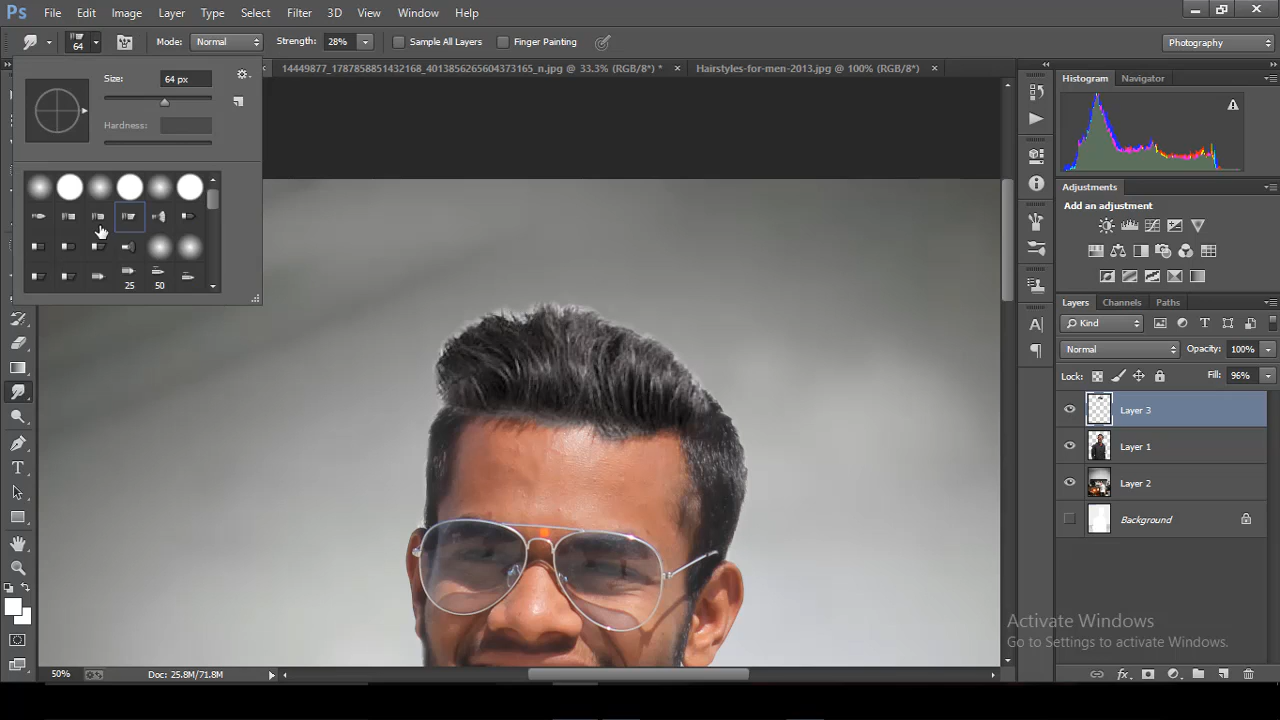 Ps File Edit Image Layer Type Select Filter 3D View Window Help
64 Mode: Normal Strength: 28% Sample All Layers Finger Painting Photography
14449877_1787858851432168_4013856265604373165_n.jpg @ 33.3% (RGB/8*) * Hairstyles-for-men-2013.jpg @ 100% (RGB/8*)
Size: 64 px
Hardness:
25 50
Histogram Navigator
Adjustments
Add an adjustment
Layers Channels Paths
Kind
Normal Opacity: 100%
Lock: Fill: 96%
Layer 3
Layer 1
Layer 2
Background
Activate Windows
Go to Settings to activate Windows.
50% Doc: 25.8M/71.8M